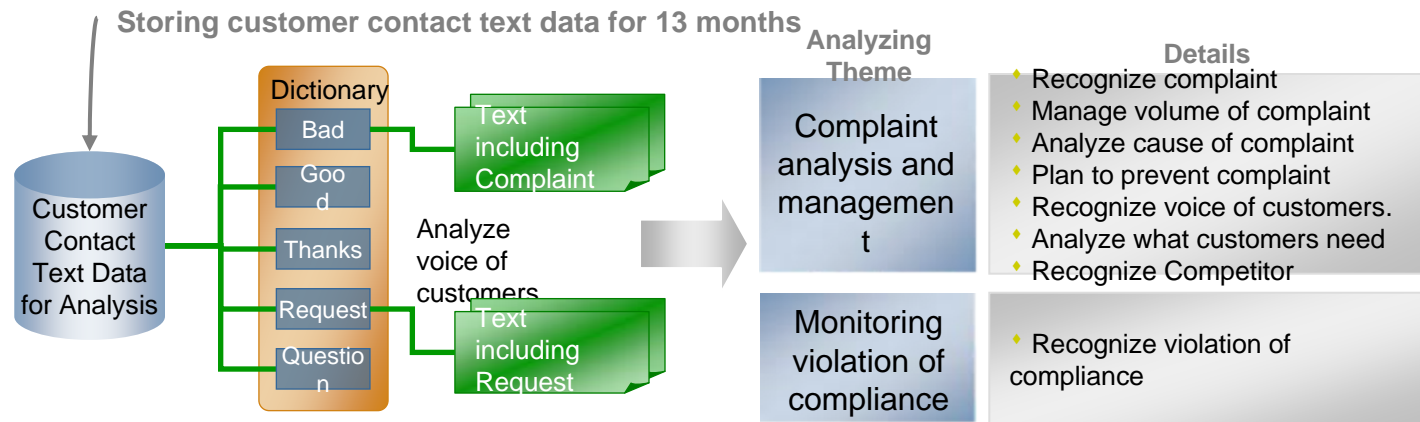 Storing customer contact text data for 13 months
Customer
Contact
Text Data
for Analysis
Dictionary
Bad
Goo
d
Thanks
Request
Questio
n
Text
including
Complaint
Analyze
voice of
customers
Text
including
Request
Analyzing
Theme
Details
Complaint
analysis and
managemen
t
♦ Recognize complaint
♦ Manage volume of complaint
♦ Analyze cause of complaint
♦ Plan to prevent complaint
♦ Recognize voice of customers.
♦ Analyze what customers need
♦ Recognize Competitor
Monitoring
violation of
compliance
♦ Recognize violation of
compliance